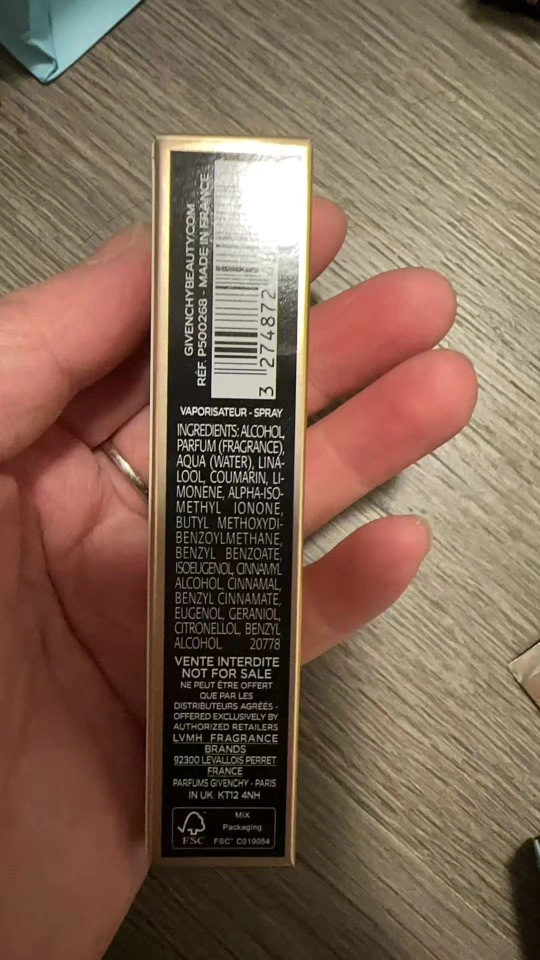 GIVENCHYBEAUTY.COM
RÉF. P500268 - MADE IN FRANCE
3 274872
VAPORISATEUR - SPRAY
INGREDIENTS: ALCOHOL,
PARFUM (FRAGRANCE),
AQUA (WATER), LINA-
LOOL, COUMARIN, LI-
MONENE, ALPHA-ISO-
METHYL IONONE,
BUTYL METHOXYDI-
BENZOYLMETHANE,
BENZYL BENZOATE,
ISOEUGENOL, CINNAMYL
ALCOHOL, CINNAMAL,
BENZYL CINNAMATE,
EUGENOL, GERANIOL,
CITRONELLOL, BENZYL
ALCOHOL. 20778
VENTE INTERDITE
NOT FOR SALE
NE PEUT ÊTRE OFFERT
QUE PAR LES
DISTRIBUTEURS AGRÉÉS -
OFFERED EXCLUSIVELY BY
AUTHORIZED RETAILERS
LVMH FRAGRANCE
BRANDS
92300 LEVALLOIS PERRET
FRANCE
PARFUMS GIVENCHY - PARIS
IN UK: KT12 4NH
MIX
Packaging
FSC
FSC™ C019054